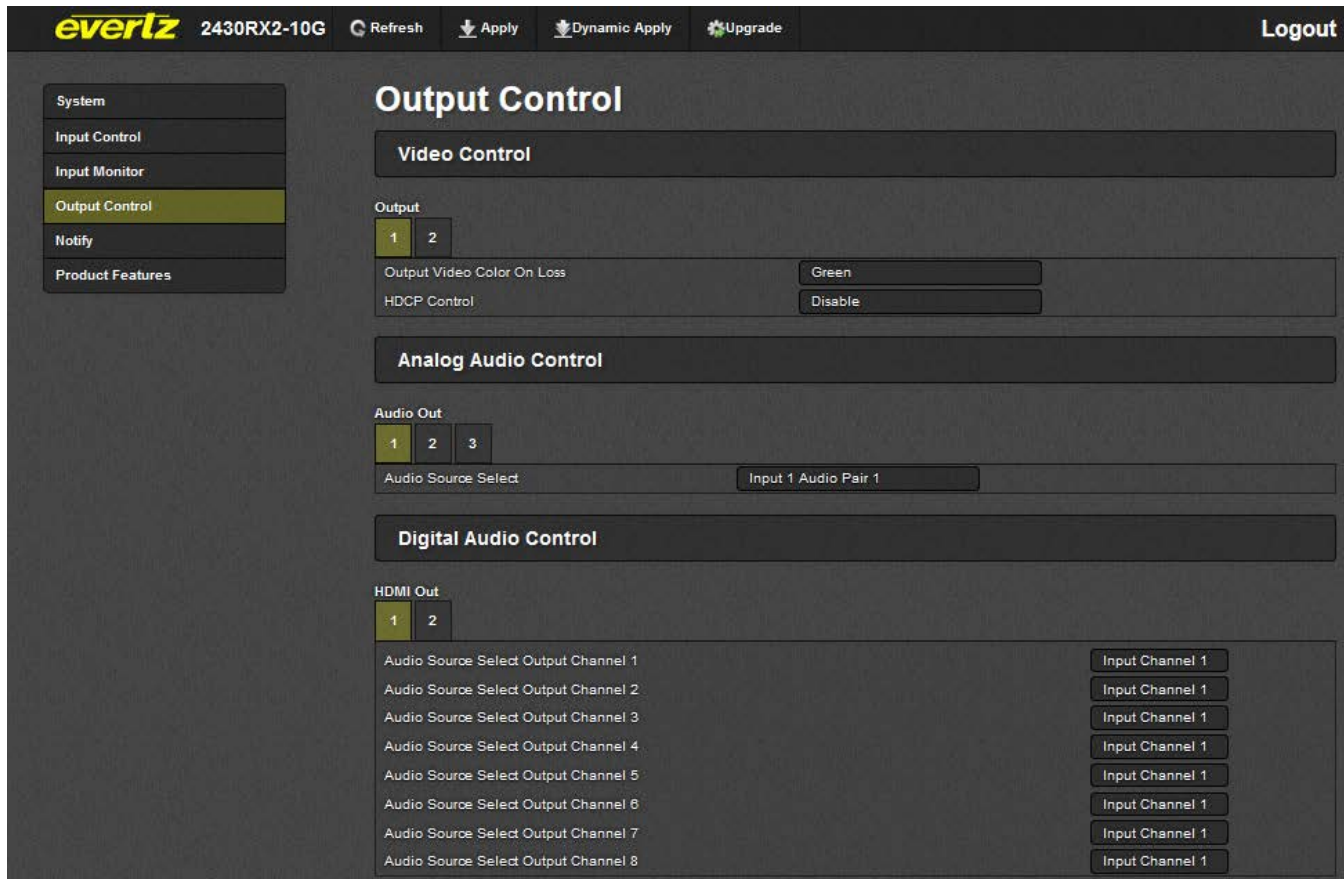 evertz 2430RX2-10G Refresh Apply Dynamic Apply Upgrade Logout
System
Input Control
Input Monitor
Output Control
Notify
Product Features
Output Control
Video Control
Output
1 2
Output Video Color On Loss Green
HDCP Control Disable
Analog Audio Control
Audio Out
1 2 3
Audio Source Select Input 1 Audio Pair 1
Digital Audio Control
HDMI Out
1 2
Audio Source Select Output Channel 1 Input Channel 1
Audio Source Select Output Channel 2 Input Channel 1
Audio Source Select Output Channel 3 Input Channel 1
Audio Source Select Output Channel 4 Input Channel 1
Audio Source Select Output Channel 5 Input Channel 1
Audio Source Select Output Channel 6 Input Channel 1
Audio Source Select Output Channel 7 Input Channel 1
Audio Source Select Output Channel 8 Input Channel 1